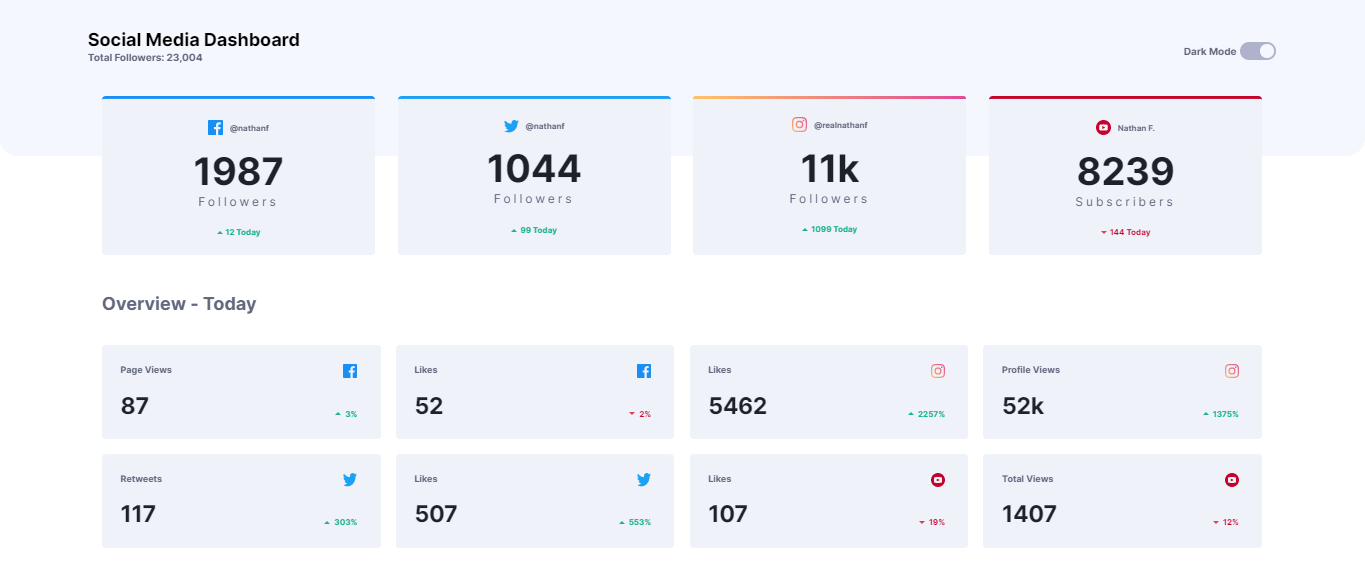 Social Media Dashboard
Total Followers: 23,004
Dark Mode
@nathanf
1987
Followers
12 Today
@nathanf
1044
Followers
99 Today
@realnathanf
11k
Followers
1099 Today
Nathan F.
8239
Subscribers
144 Today
Overview - Today
Page Views
87
3%
Likes
52
2%
Likes
5462
2257%
Profile Views
52k
1375%
Retweets
117
303%
Likes
507
553%
Likes
107
19%
Total Views
1407
12%